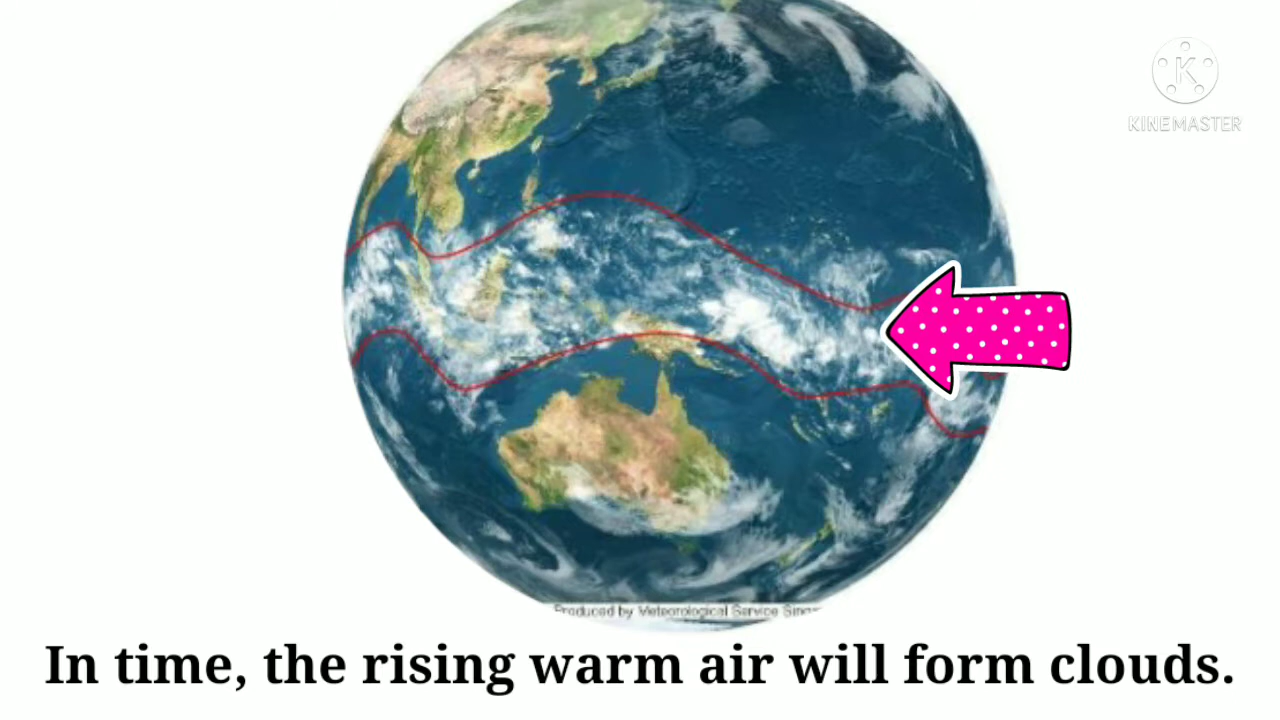 K
KINEMASTER
Produced by Meteorological Service
In time, the rising warm air will form clouds.